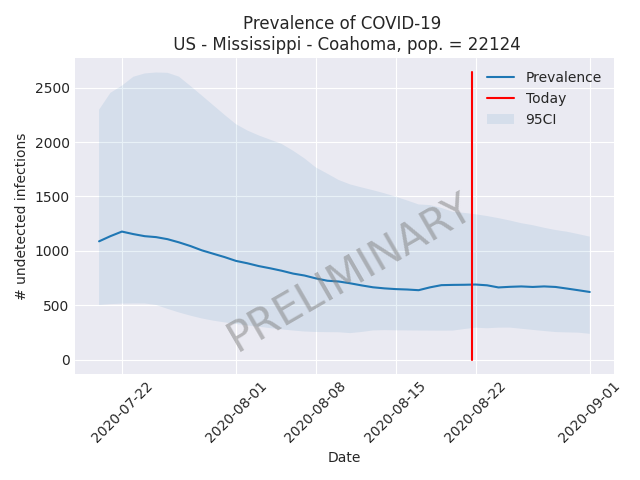 Prevalence of COVID-19
US - Mississippi - Coahoma, pop. = 22124
Prevalence
Today
95CI
# undetected infections
2500
2000
1500
1000
500
0
PRELIMINARY
2020-07-22
2020-08-01
2020-08-08
2020-08-15
2020-08-22
2020-09-01
Date